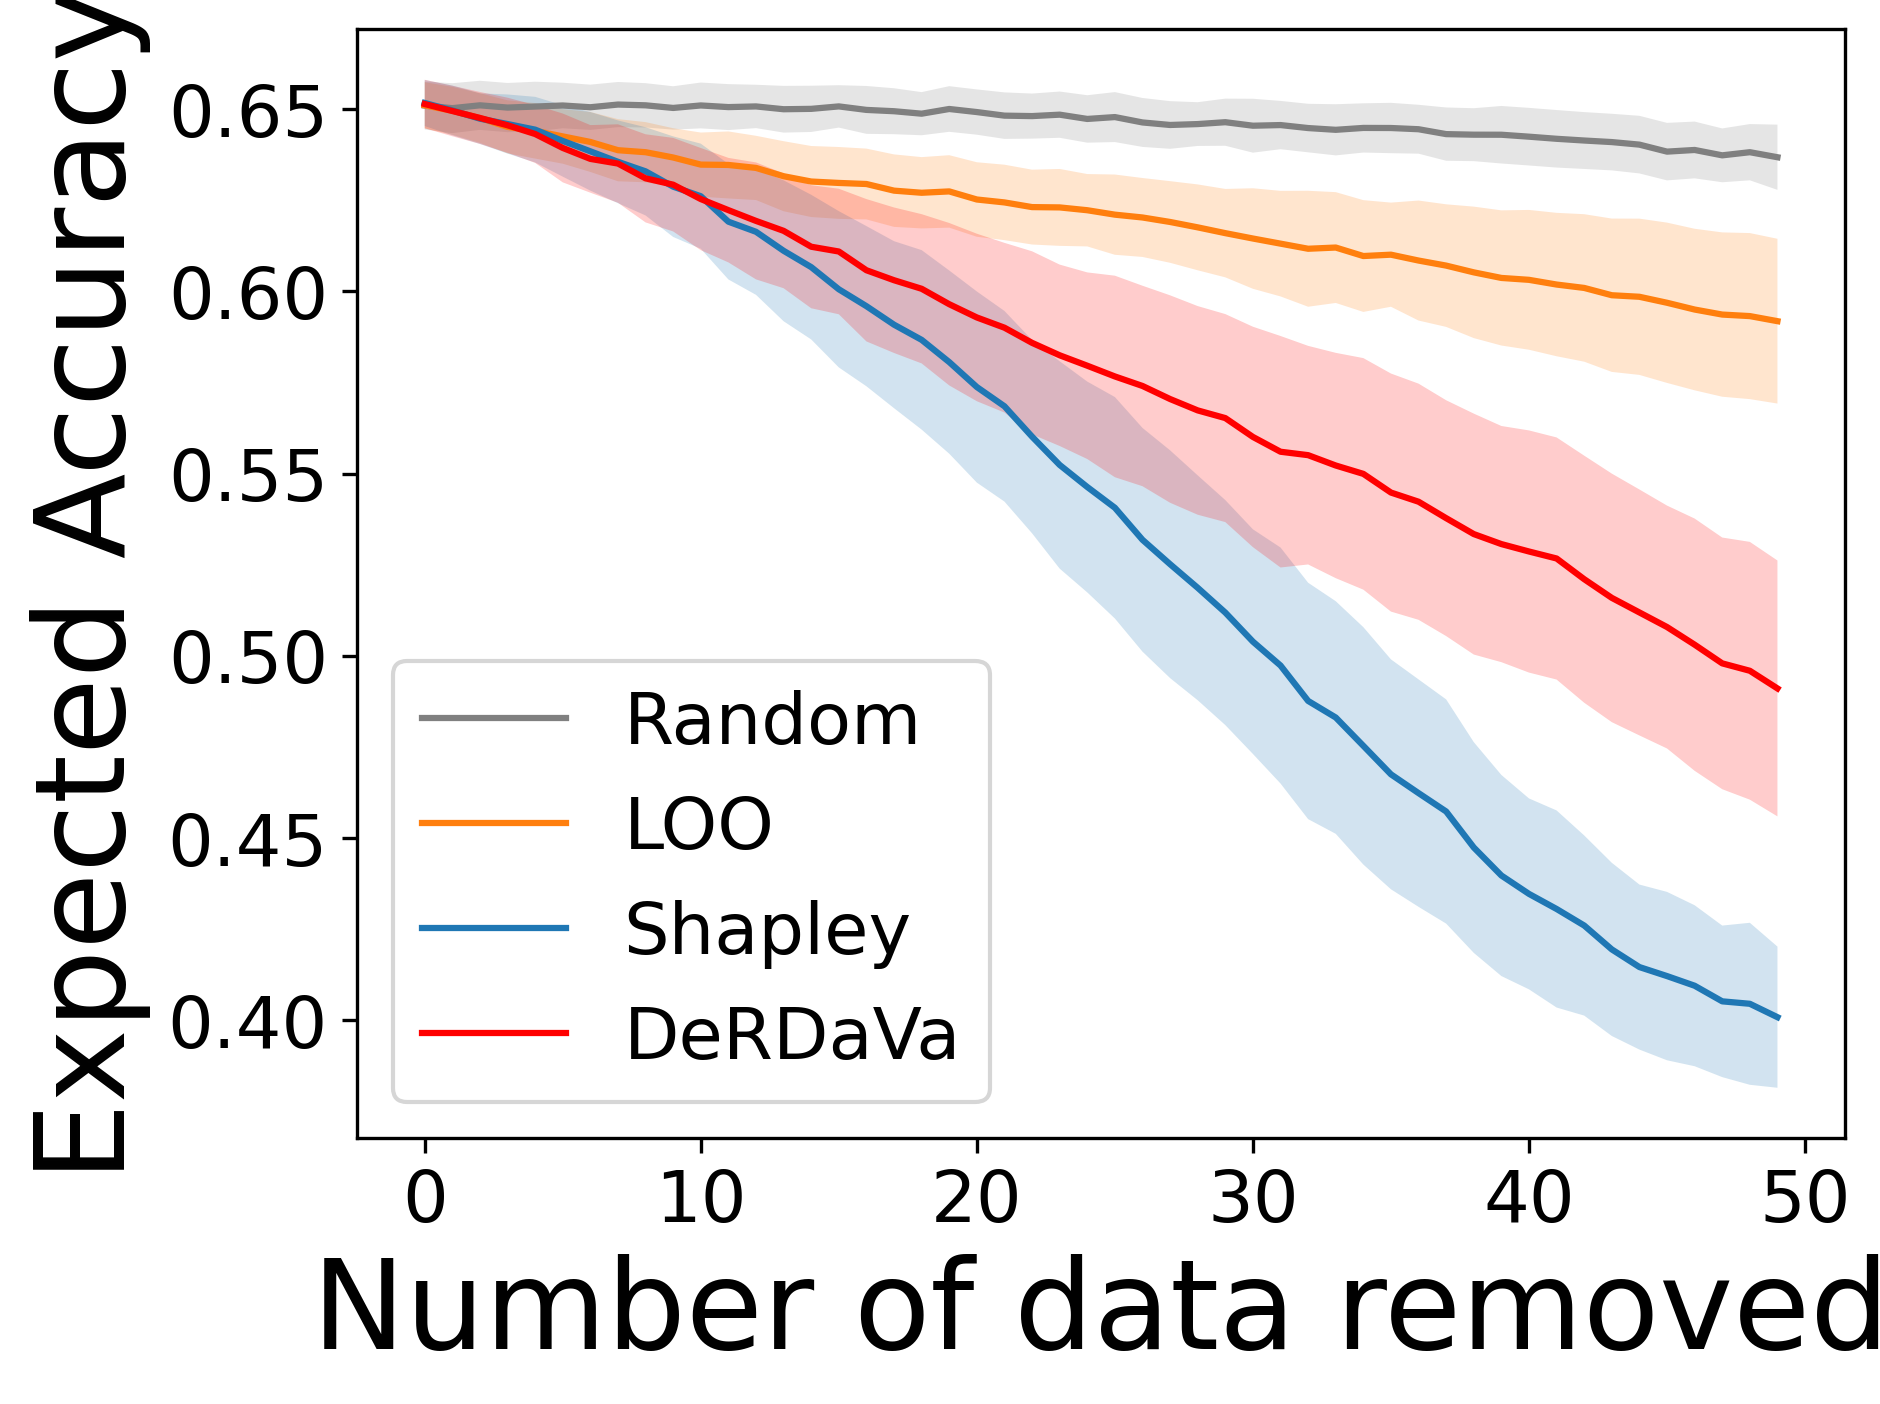 Expected Accuracy
0.65
0.60
0.55
0.50
0.45
0.40
Random
LOO
Shapley
DeRDaVa
0 10 20 30 40 50
Number of data removed